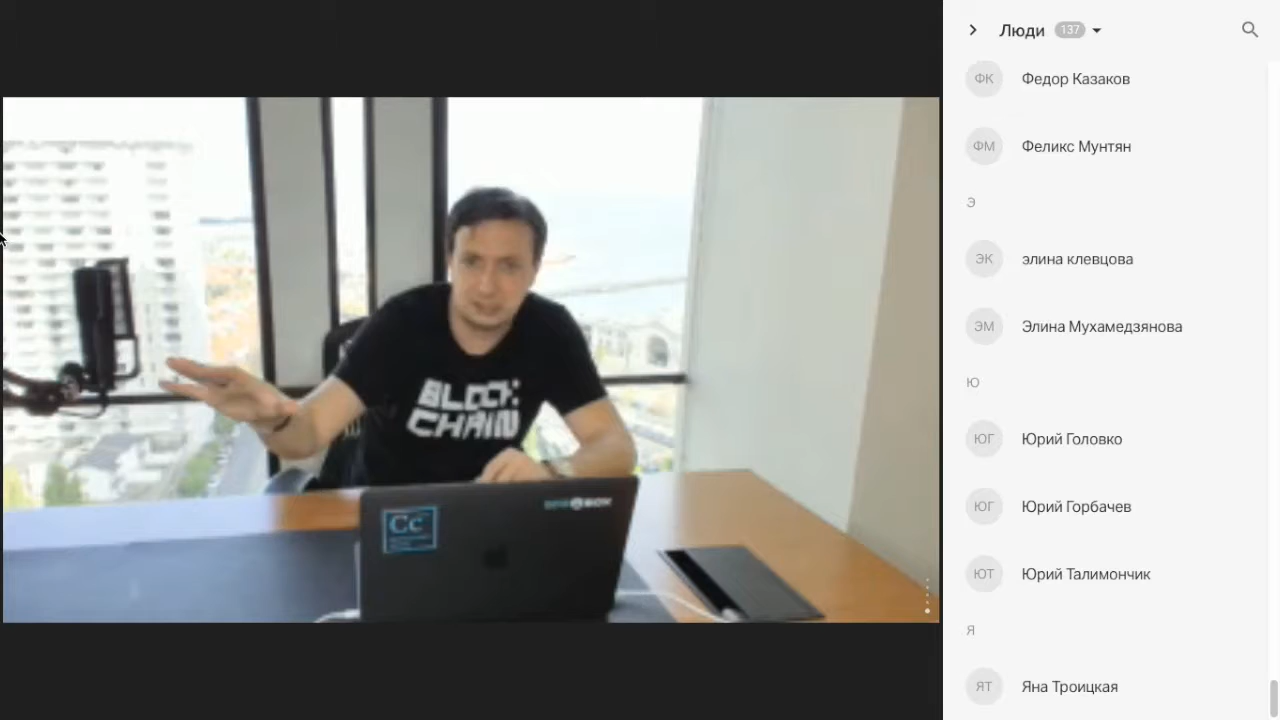 BLOCK
CHAIN
Cc
Люди 137
ФК Федор Казаков
ФМ Феликс Мунтян
Э
ЭК элина клевцова
ЭМ Элина Мухамедзянова
Ю
ЮГ Юрий Головко
ЮГ Юрий Горбачев
ЮТ Юрий Талимончик
Я
ЯТ Яна Троицкая